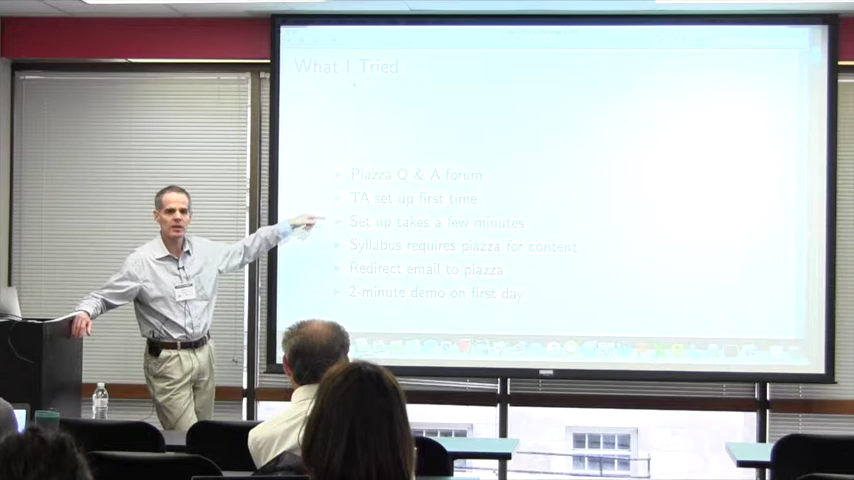 What I Tried
Piazza Q & A forum
TA set up first time
Set up takes a few minutes
Syllabus requires piazza for content
Redirect email to piazza
2-minute demo on first day